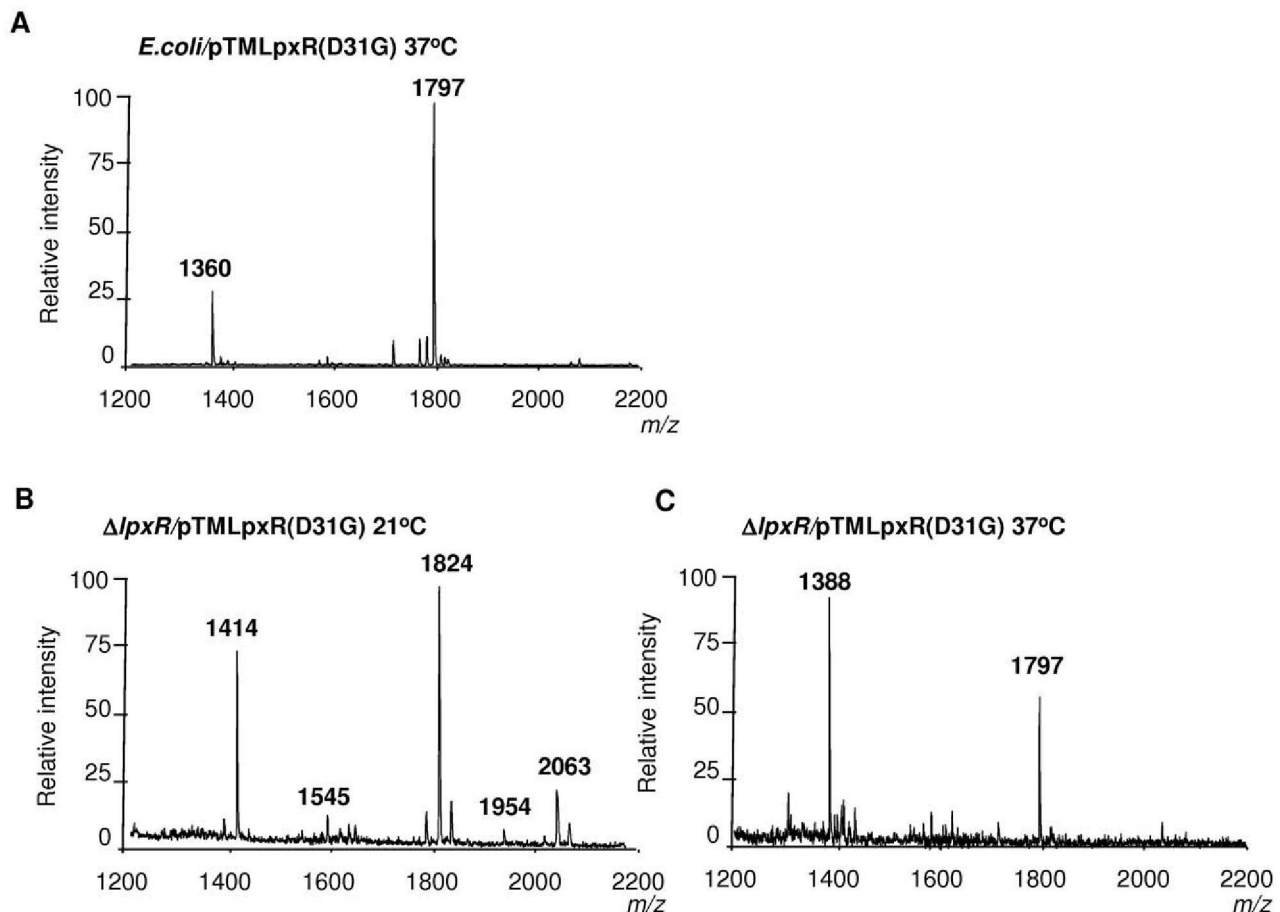 A
E.coli/pTMLpxR(D31G) 37ºC
1797
100
75
50
25
0
1360
Relative intensity
1200 1400 1600 1800 2000 2200
m/z
B
ΔlpxR/pTMLpxR(D31G) 21ºC
1824
100
75
50
25
0
1414
1545
1954
2063
Relative intensity
1200 1400 1600 1800 2000 2200
m/z
C
ΔlpxR/pTMLpxR(D31G) 37ºC
1388
100
75
50
25
0
1797
Relative intensity
1200 1400 1600 1800 2000 2200
m/z